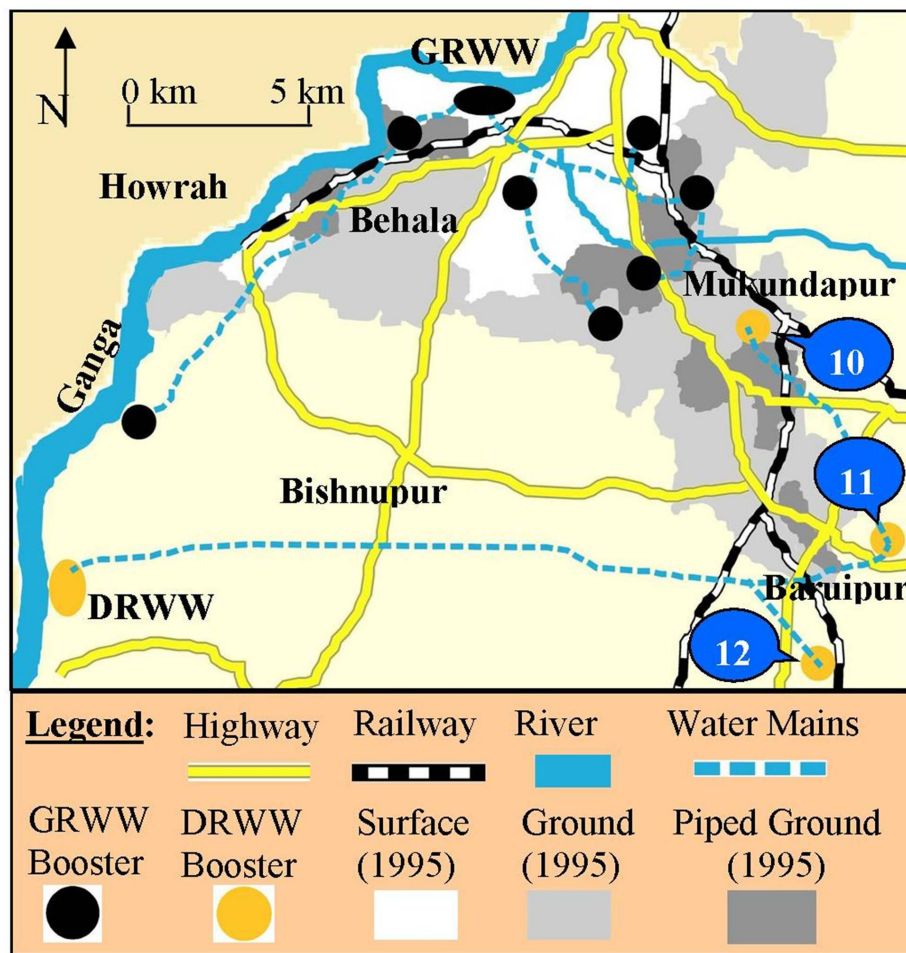 GRWW
N
0 km 5 km
Howrah
Behala
Mukundapur
Ganga
10
11
Bishnupur
DRWW
Baruipur
12
Legend: Highway Railway River Water Mains
GRWW Booster
DRWW Booster
Surface (1995)
Ground (1995)
Piped Ground (1995)